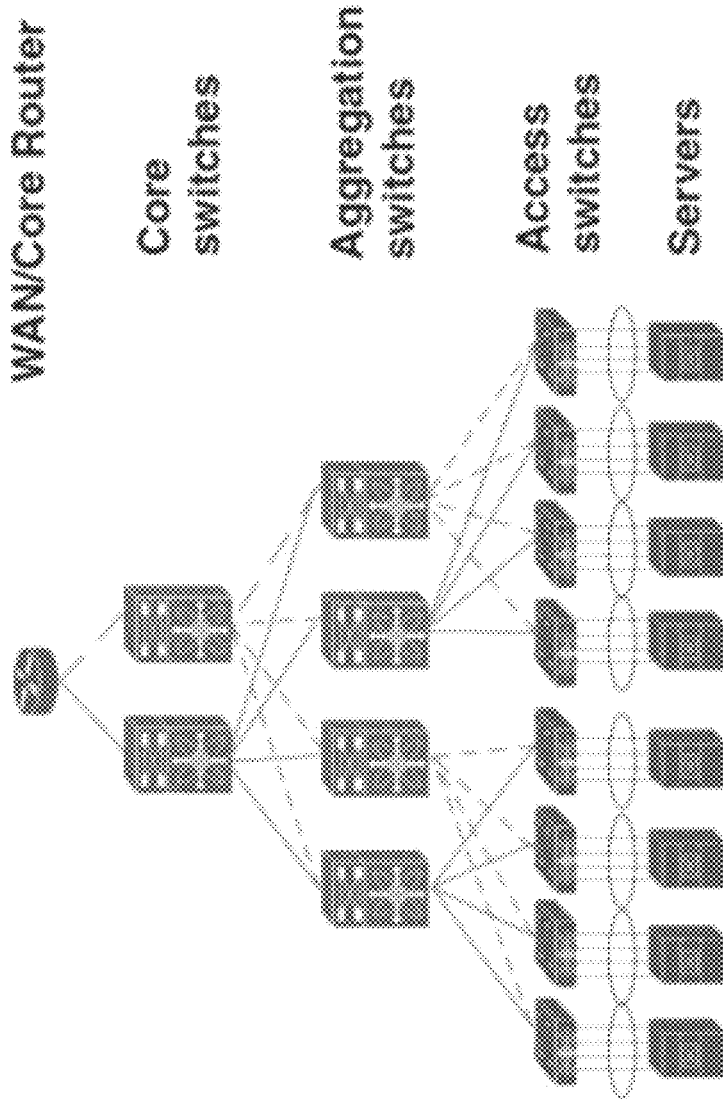 WAN/Core Router
Core
switches
Aggregation
switches
Access
switches
Servers